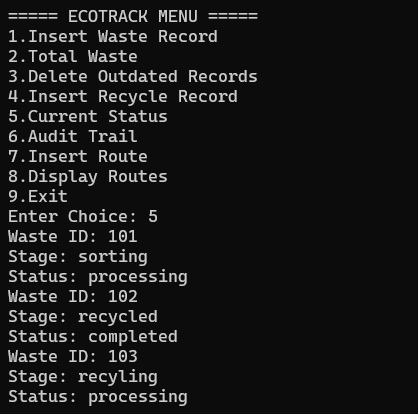 ===== ECOTRACK MENU =====
1.Insert Waste Record
2.Total Waste
3.Delete Outdated Records
4.Insert Recycle Record
5.Current Status
6.Audit Trail
7.Insert Route
8.Display Routes
9.Exit
Enter Choice: 5
Waste ID: 101
Stage: sorting
Status: processing
Waste ID: 102
Stage: recycled
Status: completed
Waste ID: 103
Stage: recyling
Status: processing